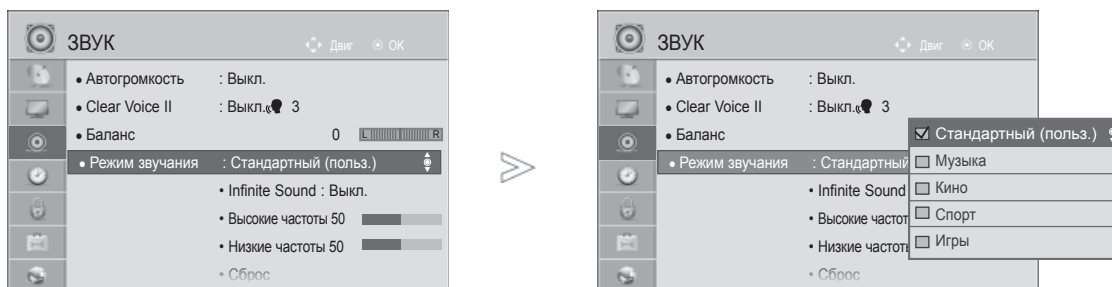 ЗВУК
Двиг OK
• Автогромкость : Выкл.
• Clear Voice II : Выкл. 3
• Баланс 0 L R
• Режим звучания : Стандартный (польз.)
• Infinite Sound : Выкл.
• Высокие частоты 50
• Низкие частоты 50
• Сброс
ЗВУК
Двиг OK
• Автогромкость : Выкл.
• Clear Voice II : Выкл. 3
• Баланс
• Режим звучания : Стандартный
• Infinite Sound
• Высокие частот
• Низкие частоты
• Сброс
Стандартный (польз.)
Музыка
Кино
Спорт
Игры